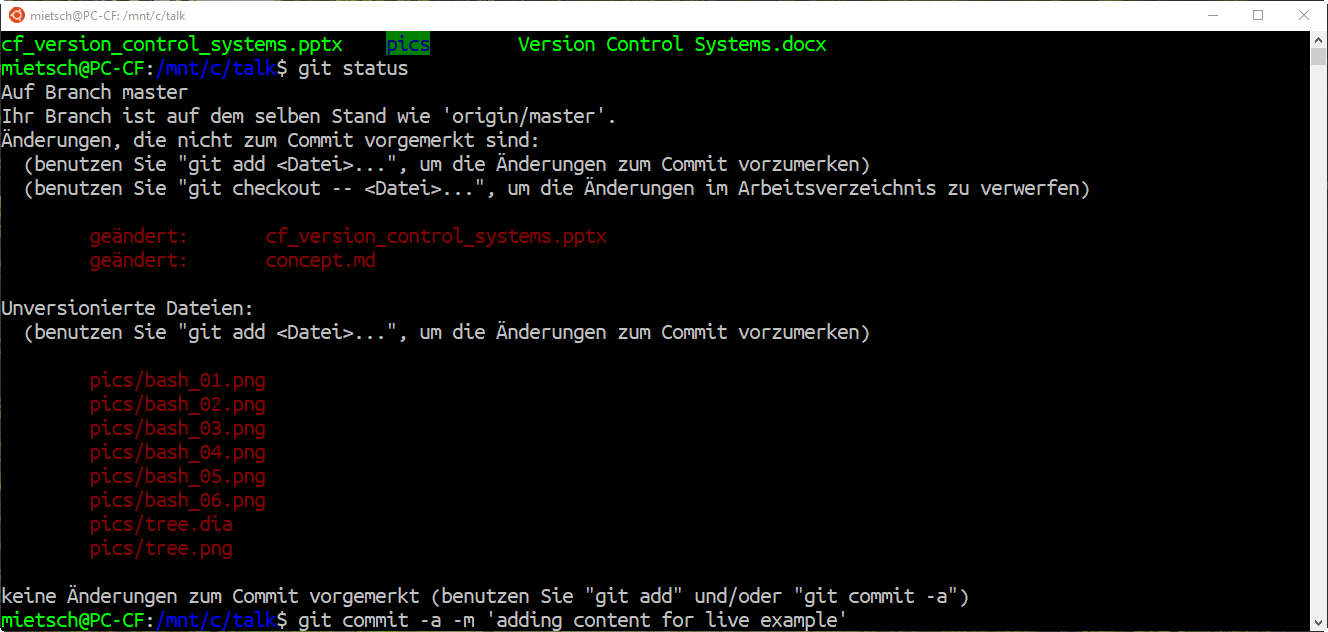 mietsch@PC-CF: /mnt/c/talk
cf_version_control_systems.pptx    pics        Version Control Systems.docx
mietsch@PC-CF:/mnt/c/talk$ git status
Auf Branch master
Ihr Branch ist auf dem selben Stand wie 'origin/master'.
Änderungen, die nicht zum Commit vorgemerkt sind:
  (benutzen Sie "git add <Datei>...", um die Änderungen zum Commit vorzumerken)
  (benutzen Sie "git checkout -- <Datei>...", um die Änderungen im Arbeitsverzeichnis zu verwerfen)
        geändert:       cf_version_control_systems.pptx
        geändert:       concept.md
Unversionierte Dateien:
  (benutzen Sie "git add <Datei>...", um die Änderungen zum Commit vorzumerken)
        pics/bash_01.png
        pics/bash_02.png
        pics/bash_03.png
        pics/bash_04.png
        pics/bash_05.png
        pics/bash_06.png
        pics/tree.dia
        pics/tree.png
keine Änderungen zum Commit vorgemerkt (benutzen Sie "git add" und/oder "git commit -a")
mietsch@PC-CF:/mnt/c/talk$ git commit -a -m 'adding content for live example'